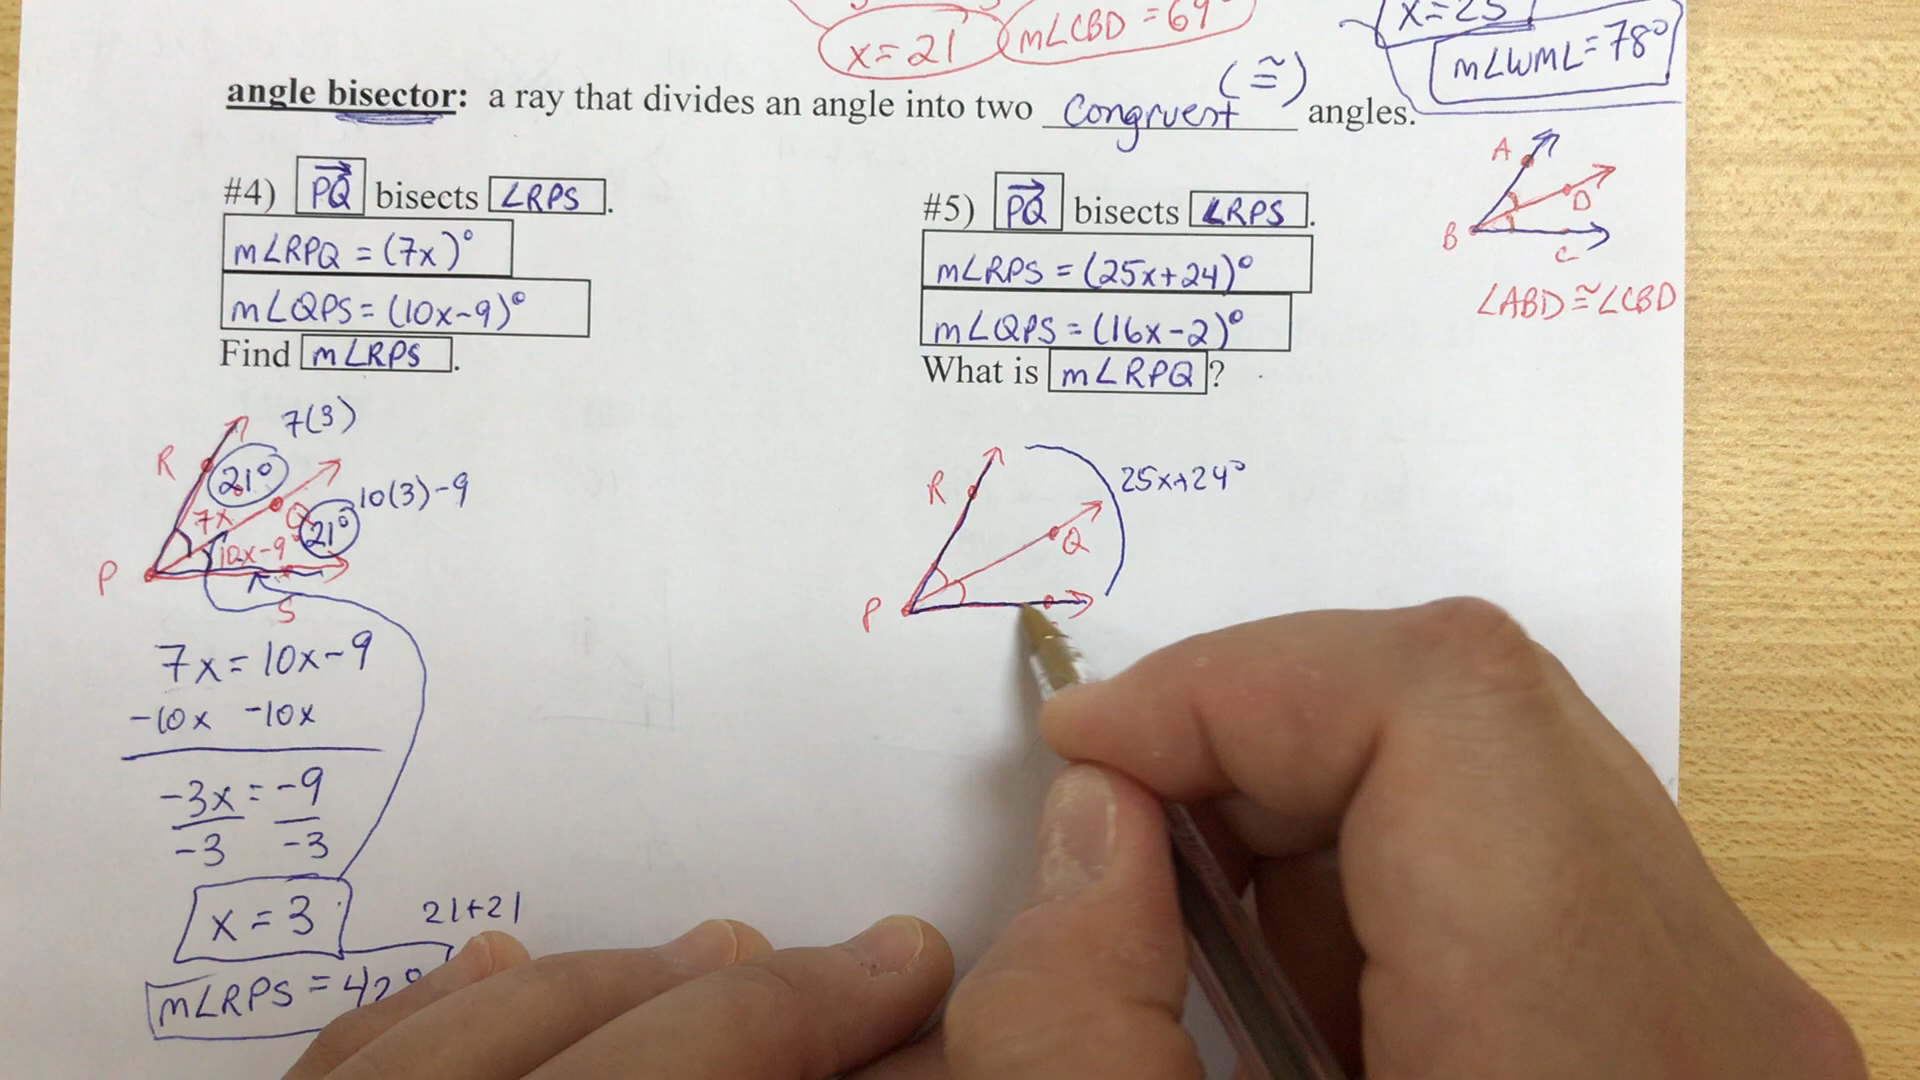 x=21
m∠CBD=69
x=25
m∠WML=78°
angle bisector: a ray that divides an angle into two congruent (≅) angles.
#4) PQ bisects ∠RPS.
m∠RPQ = (7x)°
m∠QPS = (10x-9)°
Find m∠RPS.
7(3)
R
21°
10(3)-9
7x
Q
21°
10x-9
P
S
7x = 10x-9
-10x -10x
-3x = -9
-3 -3
x = 3
21+21
m∠RPS = 42°
#5) PQ bisects ∠RPS.
m∠RPS = (25x+24)°
m∠QPS = (16x-2)°
What is m∠RPQ?
R
25x+24°
Q
P
A
D
B
C
∠ABD≅∠CBD